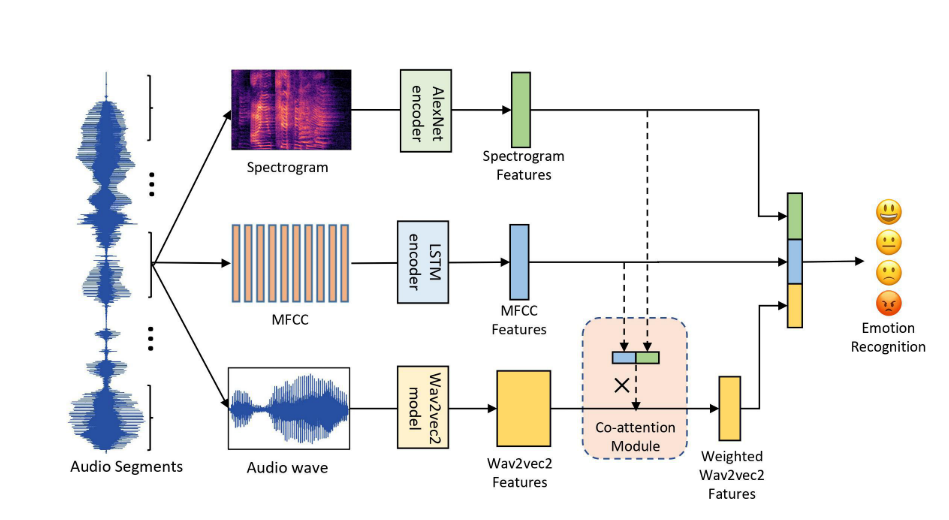 AlexNet
encoder
Spectrogram
Spectrogram
Features
LSTM
encoder
MFCC
MFCC
Features
Emotion
Recognition
Wav2vec2
model
Co-attention
Module
Audio Segments
Audio wave
Wav2vec2
Features
Weighted
Wav2vec2
Fatures